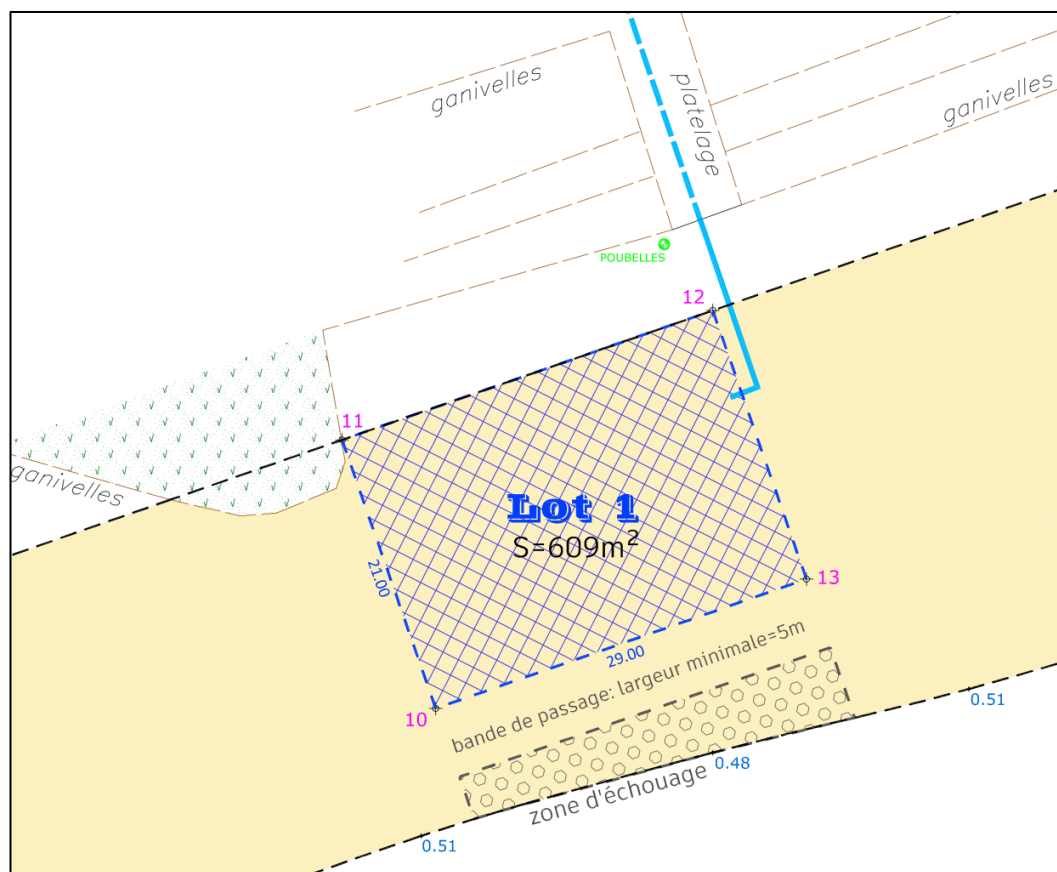 ganivelles
platelage
ganivelles
POUBELLES
12
11
ganivelles
Lot 1
S=609m²
21.00
13
29.00
bande de passage: largeur minimale=5m
10
0.51
0.48
zone d'échouage
0.51